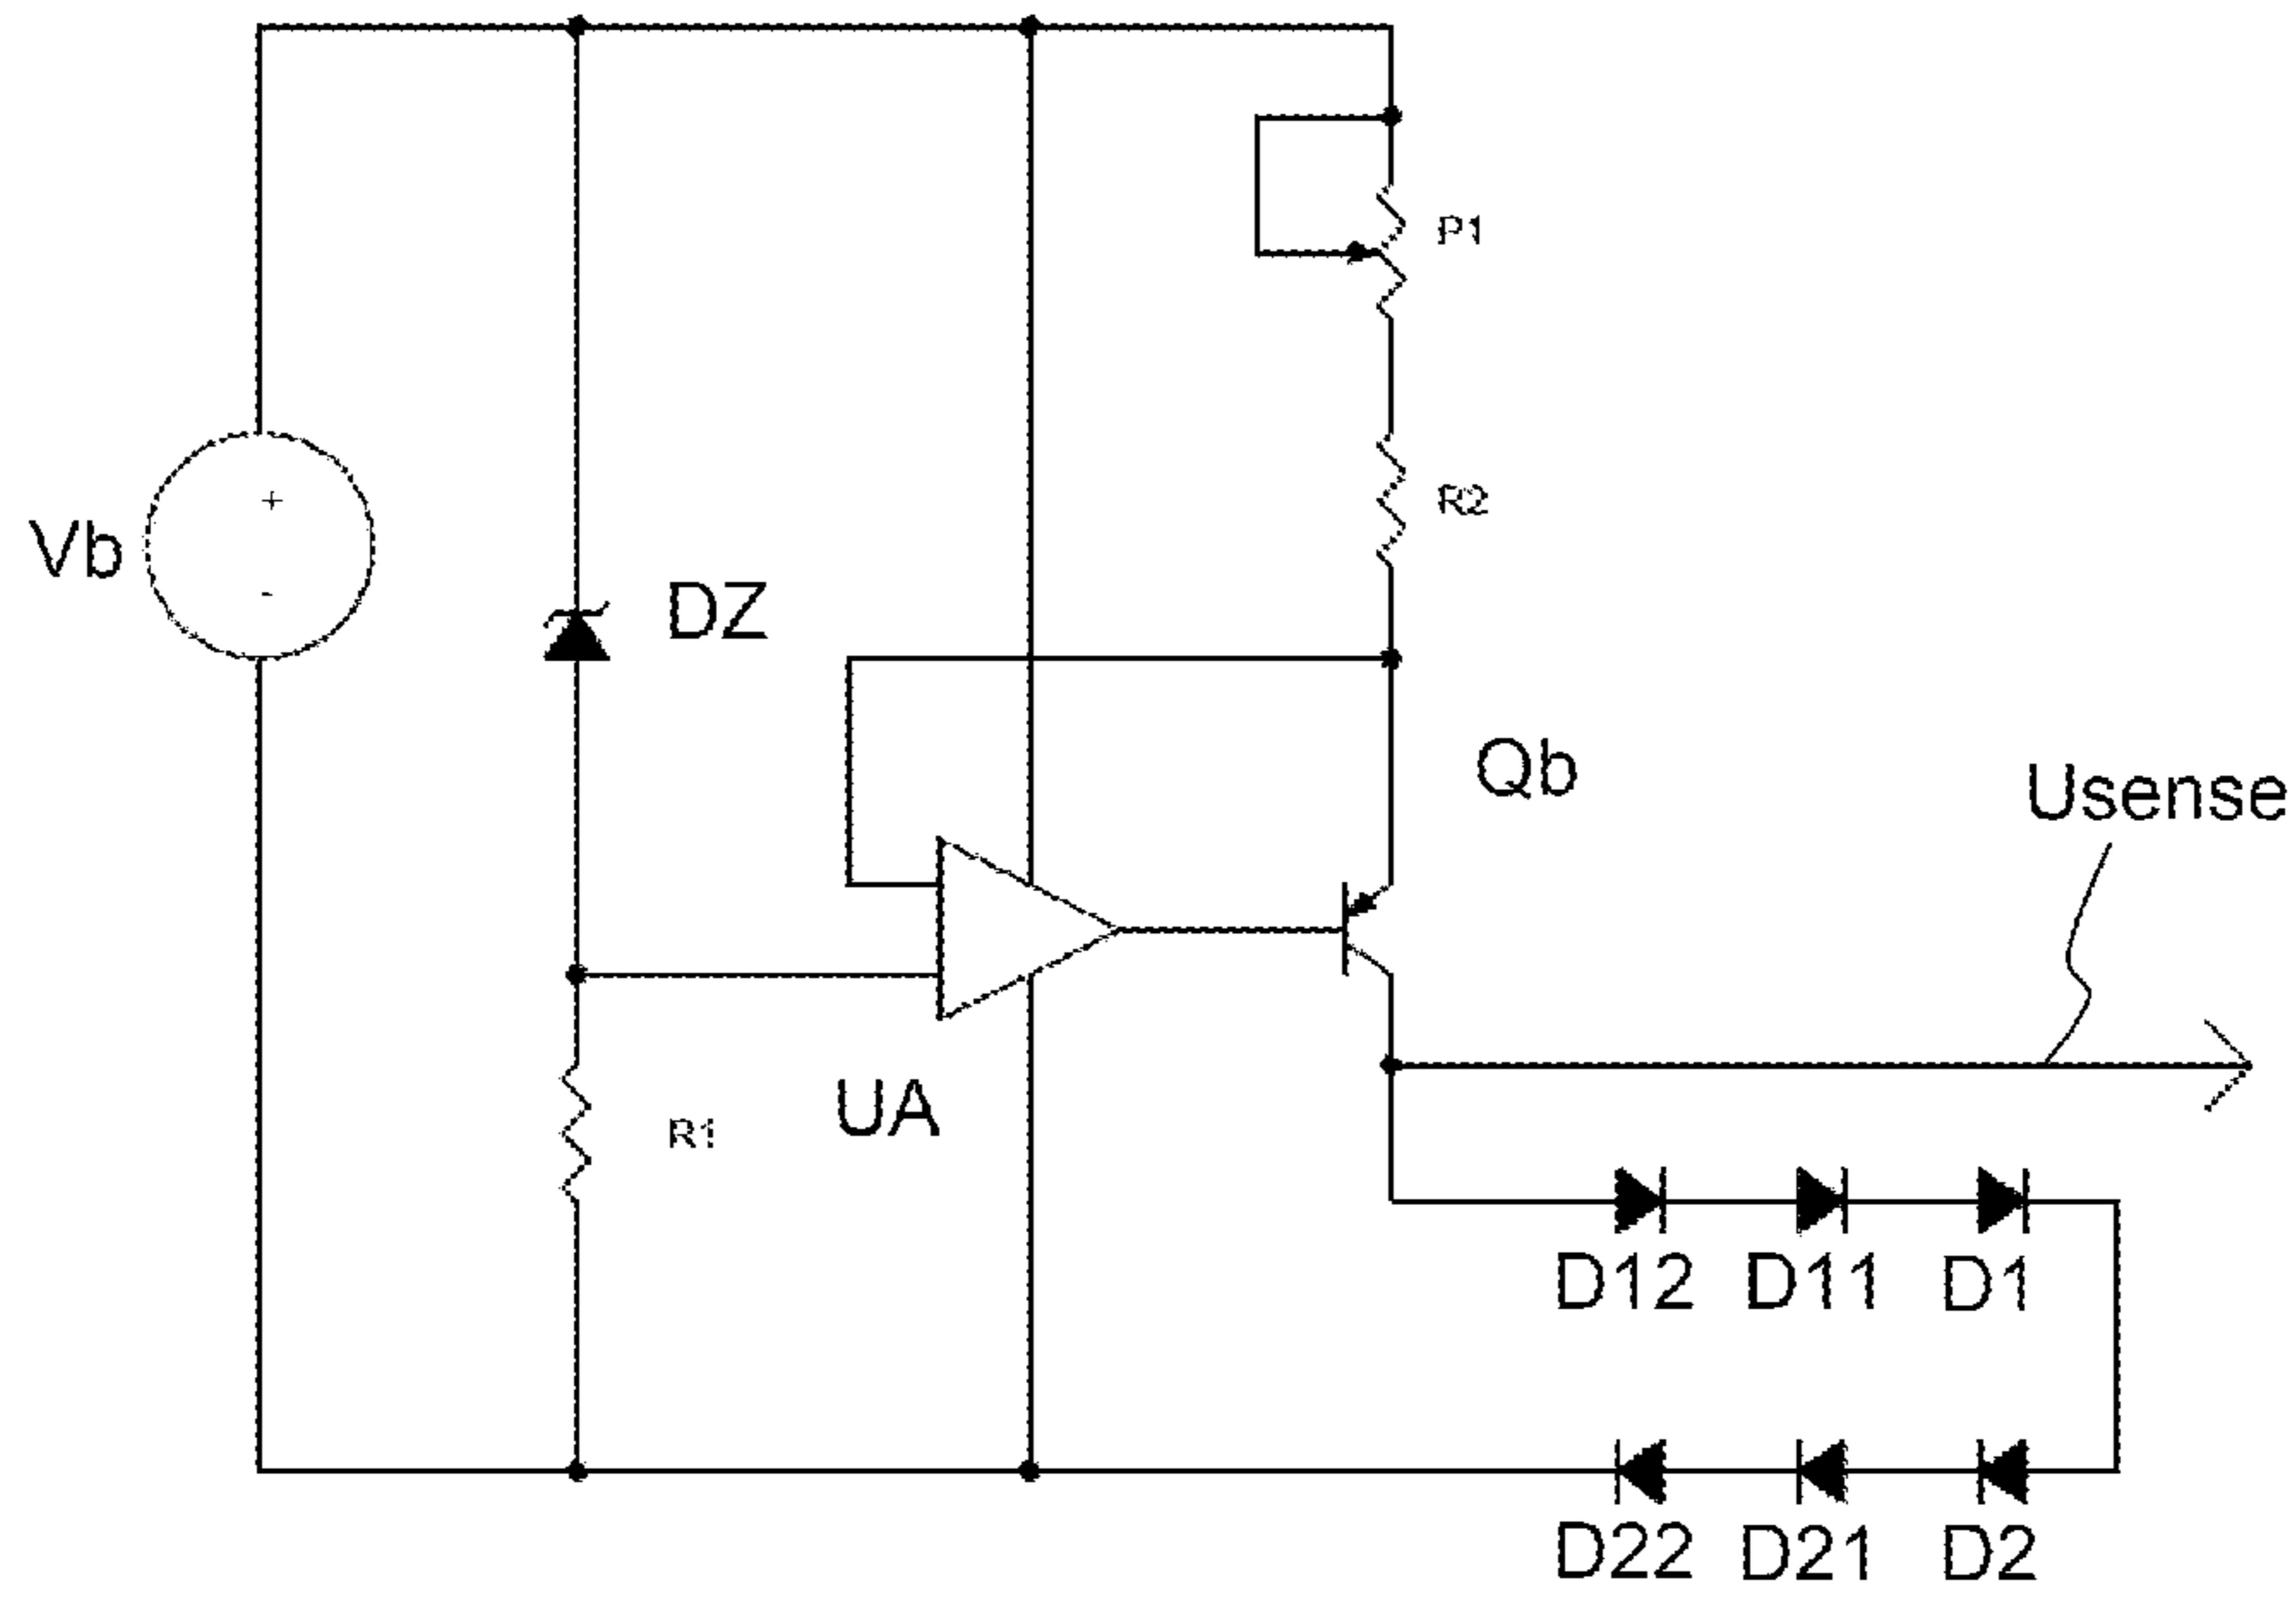 P1
+
R2
Vb
-
DZ
Qb
Usense
UA
R1
D12 D11 D1
D22 D21 D2